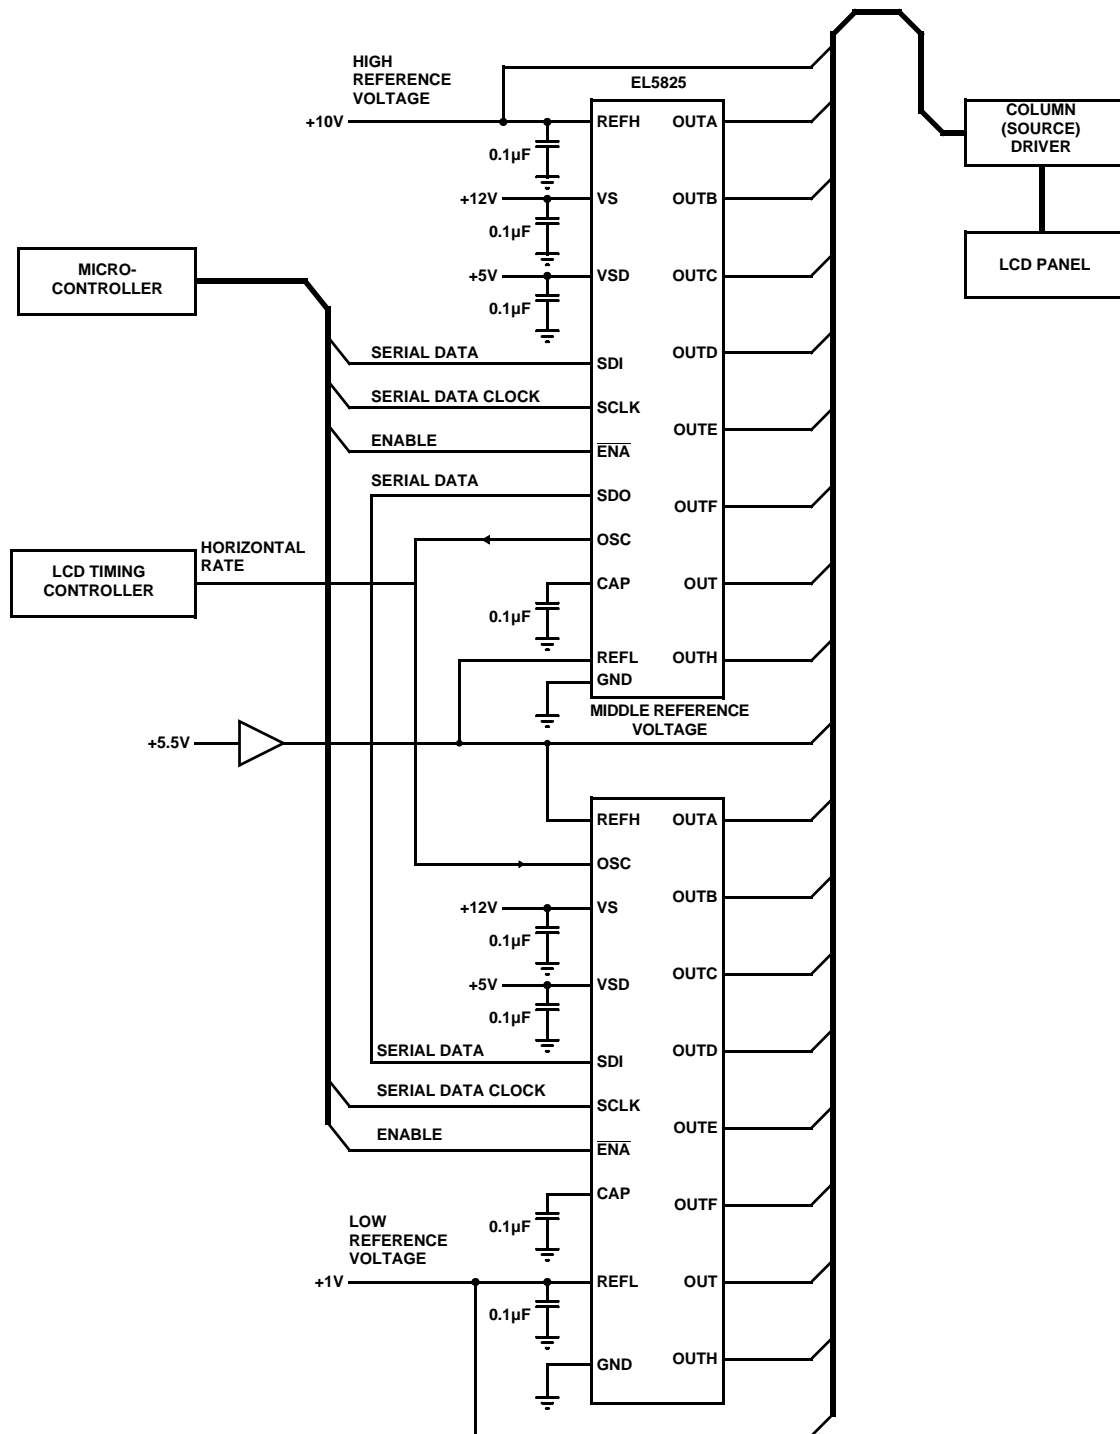 HIGH
REFERENCE
VOLTAGE
EL5825
+10V
REFH
OUTA
0.1µF
+12V
VS
OUTB
0.1µF
+5V
VSD
OUTC
0.1µF
COLUMN
(SOURCE)
DRIVER
LCD PANEL
MICRO-
CONTROLLER
SERIAL DATA
SDI
OUTD
SERIAL DATA CLOCK
SCLK
ENABLE
ENA
OUTE
SERIAL DATA
SDO
OUTF
OSC
HORIZONTAL
RATE
LCD TIMING
CONTROLLER
CAP
OUT
0.1µF
REFL
OUTH
GND
MIDDLE REFERENCE
VOLTAGE
+5.5V
REFH
OUTA
OSC
OUTB
+12V
VS
0.1µF
OUTC
+5V
VSD
0.1µF
OUTD
SERIAL DATA
SDI
SERIAL DATA CLOCK
SCLK
OUTE
ENABLE
ENA
CAP
OUTF
0.1µF
LOW
REFERENCE
VOLTAGE
+1V
REFL
OUT
0.1µF
GND
OUTH